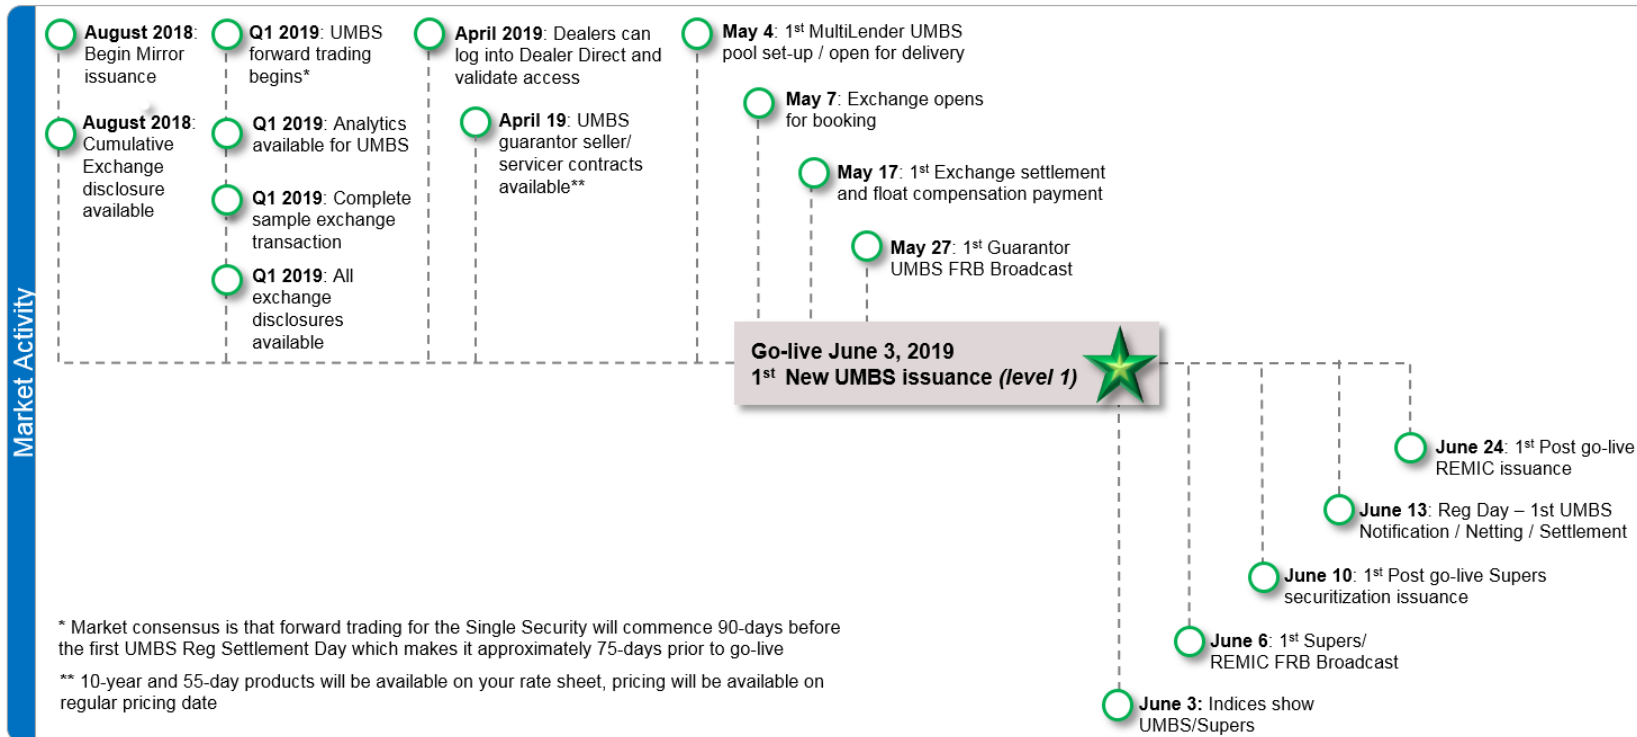 Market Activity
August 2018:
Begin Mirror
issuance
August 2018:
Cumulative
Exchange
disclosure
available
Q1 2019: UMBS
forward trading
begins*
Q1 2019: Analytics
available for UMBS
Q1 2019: Complete
sample exchange
transaction
Q1 2019: All
exchange
disclosures
available
April 2019: Dealers can
log into Dealer Direct and
validate access
April 19: UMBS
guarantor seller/
servicer contracts
available**
May 4: 1st MultiLender UMBS
pool set-up / open for delivery
May 7: Exchange opens
for booking
May 17: 1st Exchange settlement
and float compensation payment
May 27: 1st Guarantor
UMBS FRB Broadcast
Go-live June 3, 2019
1st New UMBS issuance (level 1)
June 24: 1st Post go-live
REMIC issuance
June 13: Reg Day – 1st UMBS
Notification / Netting / Settlement
June 10: 1st Post go-live Supers
securitization issuance
June 6: 1st Supers/
REMIC FRB Broadcast
June 3: Indices show
UMBS/Supers
* Market consensus is that forward trading for the Single Security will commence 90-days before
the first UMBS Reg Settlement Day which makes it approximately 75-days prior to go-live
** 10-year and 55-day products will be available on your rate sheet, pricing will be available on
regular pricing date